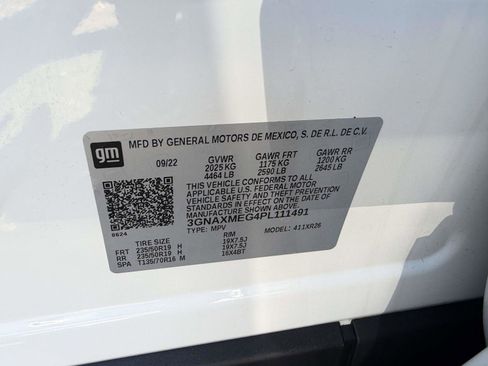 gm
MFD BY GENERAL MOTORS DE MEXICO, S. DE R.L. DE C.V.
09/22 GVWR GAWR FRT GAWR RR
2025 KG 1175 KG 1200 KG
4464 LB 2590 LB 2645 LB
THIS VEHICLE CONFORMS TO ALL
APPLICABLE U.S. FEDERAL MOTOR
VEHICLE SAFETY AND THEFT
PREVENTION STANDARDS IN EFFECT
ON THE DATE OF MANUFACTURE
SHOWN ABOVE.
3GNAXMEG4PL111491
TYPE: MPV MODEL: 411XR26
8624
TIRE SIZE RIM
FRT 235/50R19 H 19X7.5J
RR 235/50R19 H 19X7.5J
SPA T135/70R16 M 16X4BT